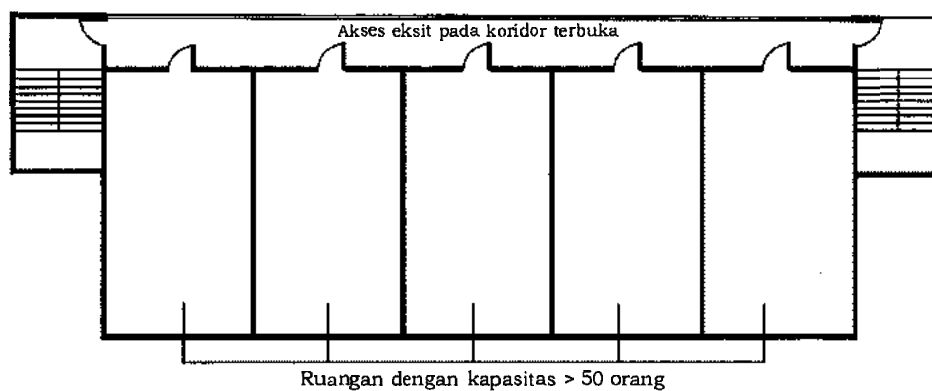 Akses eksit pada koridor terbuka
Ruangan dengan kapasitas > 50 orang